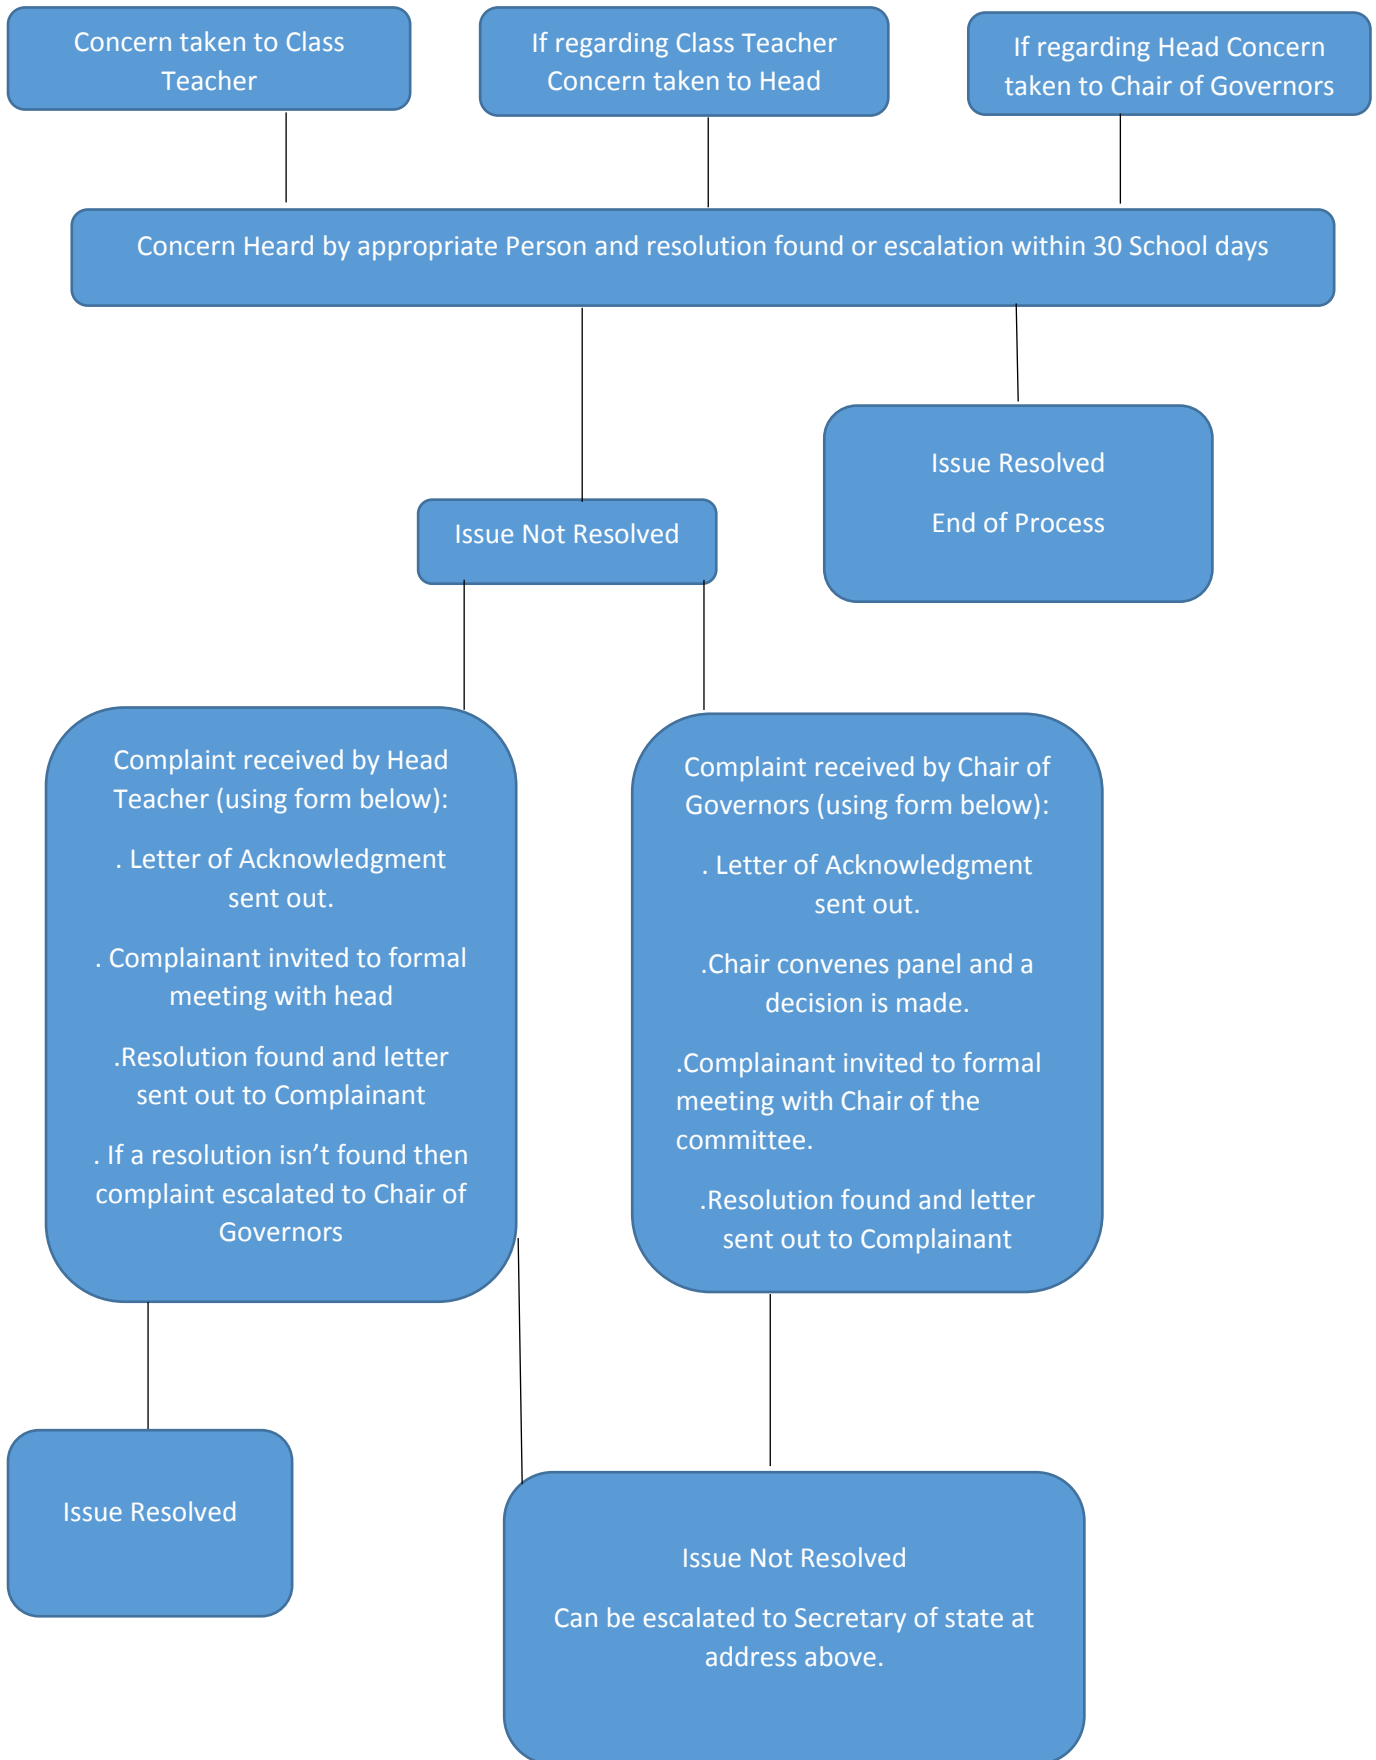 Concern taken to Class
Teacher
If regarding Class Teacher
Concern taken to Head
If regarding Head Concern
taken to Chair of Governors
Concern Heard by appropriate Person and resolution found or escalation within 30 School days
Issue Resolved
End of Process
Issue Not Resolved
Complaint received by Head
Teacher (using form below):
. Letter of Acknowledgment
sent out.
. Complainant invited to formal
meeting with head
.Resolution found and letter
sent out to Complainant
. If a resolution isn’t found then
complaint escalated to Chair of
Governors
Complaint received by Chair of
Governors (using form below):
. Letter of Acknowledgment
sent out.
.Chair convenes panel and a
decision is made.
.Complainant invited to formal
meeting with Chair of the
committee.
.Resolution found and letter
sent out to Complainant
Issue Resolved
Issue Not Resolved
Can be escalated to Secretary of state at
address above.